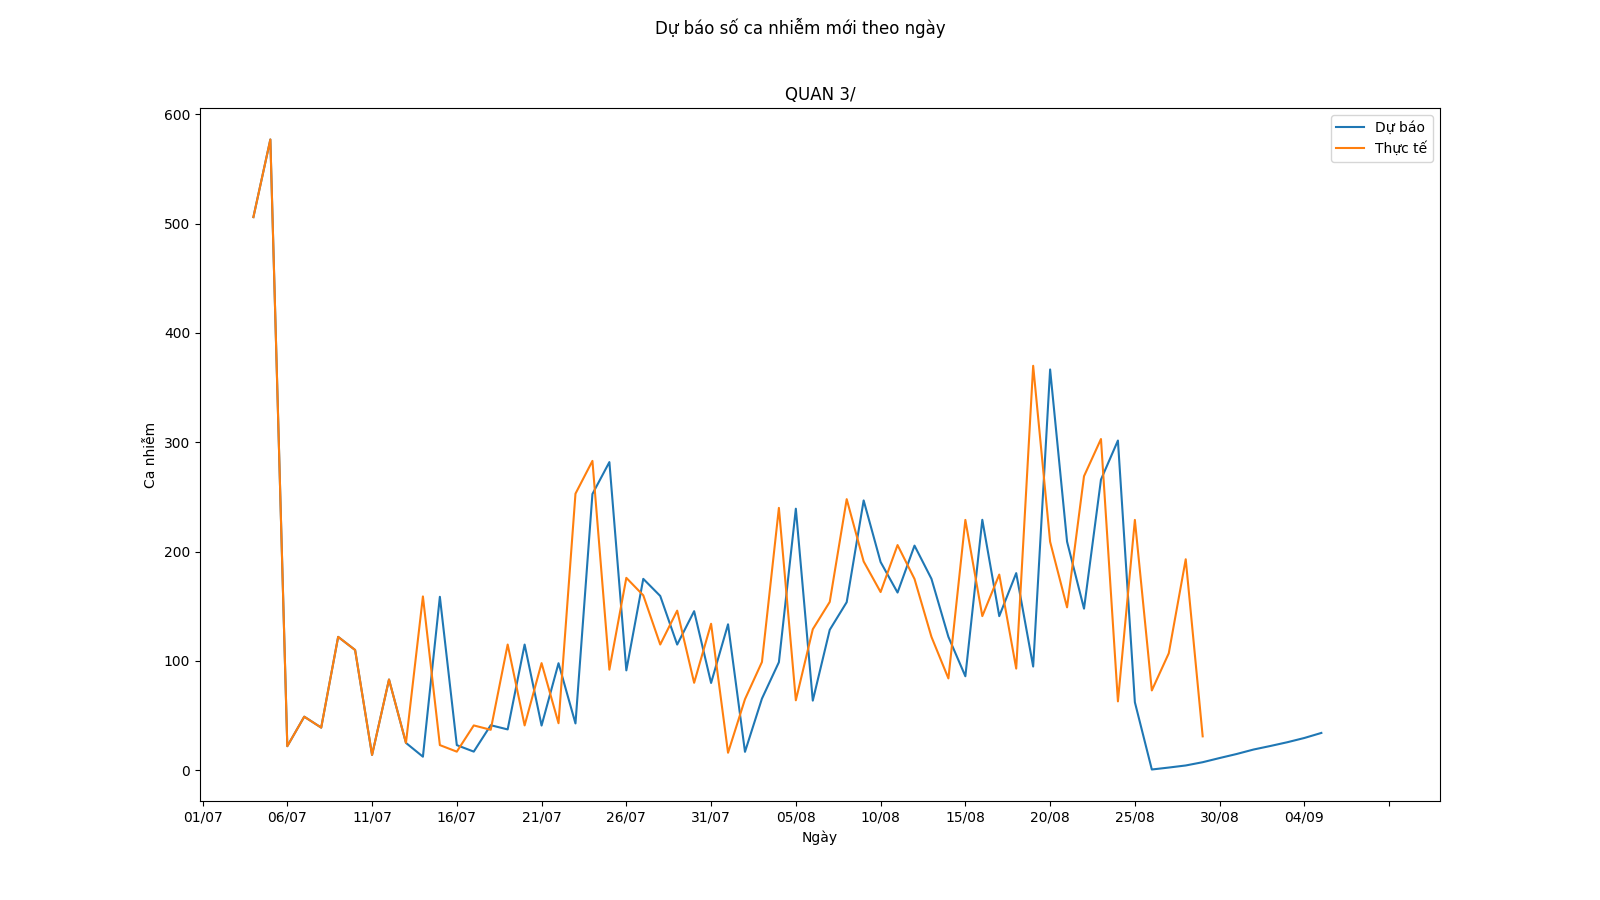 Dự báo số ca nhiễm mới theo ngày
QUAN 3/
Dự báo
Thực tế
600
500
400
300
200
100
0
Ca nhiễm
01/07 06/07 11/07 16/07 21/07 26/07 31/07 05/08 10/08 15/08 20/08 25/08 30/08 04/09
Ngày